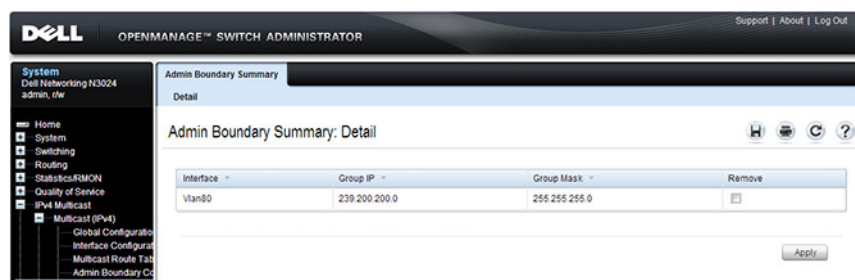 Support | About | Log Out
DELL OPENMANAGE™ SWITCH ADMINISTRATOR
System
Dell Networking N3024
admin, r/w
Home
System
Switching
Routing
Statistics/RMON
Quality of Service
IPv4 Multicast
Multicast (IPv4)
Global Configuratio
Interface Configurat
Multicast Route Tab
Admin Boundary Co
Admin Boundary Summary
Detail
Admin Boundary Summary: Detail
Interface Group IP Group Mask Remove
Vlan80 239.200.200.0 255.255.255.0
Apply